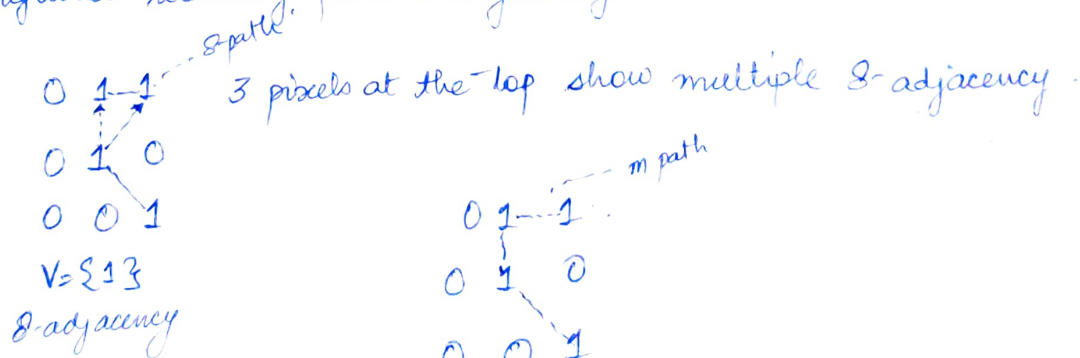 8-path.
0 1 1 3 pixels at the top show multiple 8-adjacency.
0 1 0
m path
0 0 1
0 1 1
V={1}
0 1 0
8-adjacency
0 0 1